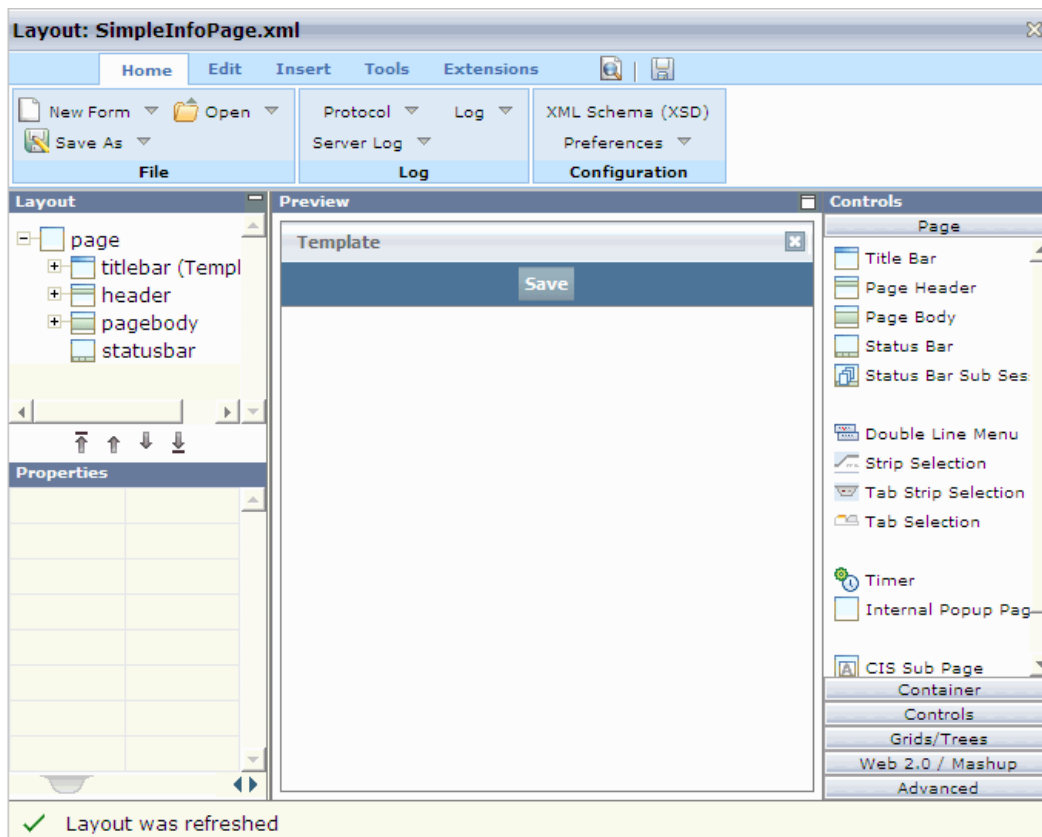 Layout: SimpleInfoPage.xml
Home Edit Insert Tools Extensions
New Form Open Protocol Log XML Schema (XSD)
Save As Server Log Preferences
File Log Configuration
Layout Preview Controls
page
titlebar (Templ
header
pagebody
statusbar
Properties
Template
Save
Page
Title Bar
Page Header
Page Body
Status Bar
Status Bar Sub Ses
Double Line Menu
Strip Selection
Tab Strip Selection
Tab Selection
Timer
Internal Popup Pag
CIS Sub Page
Container
Controls
Grids/Trees
Web 2.0 / Mashup
Advanced
Layout was refreshed